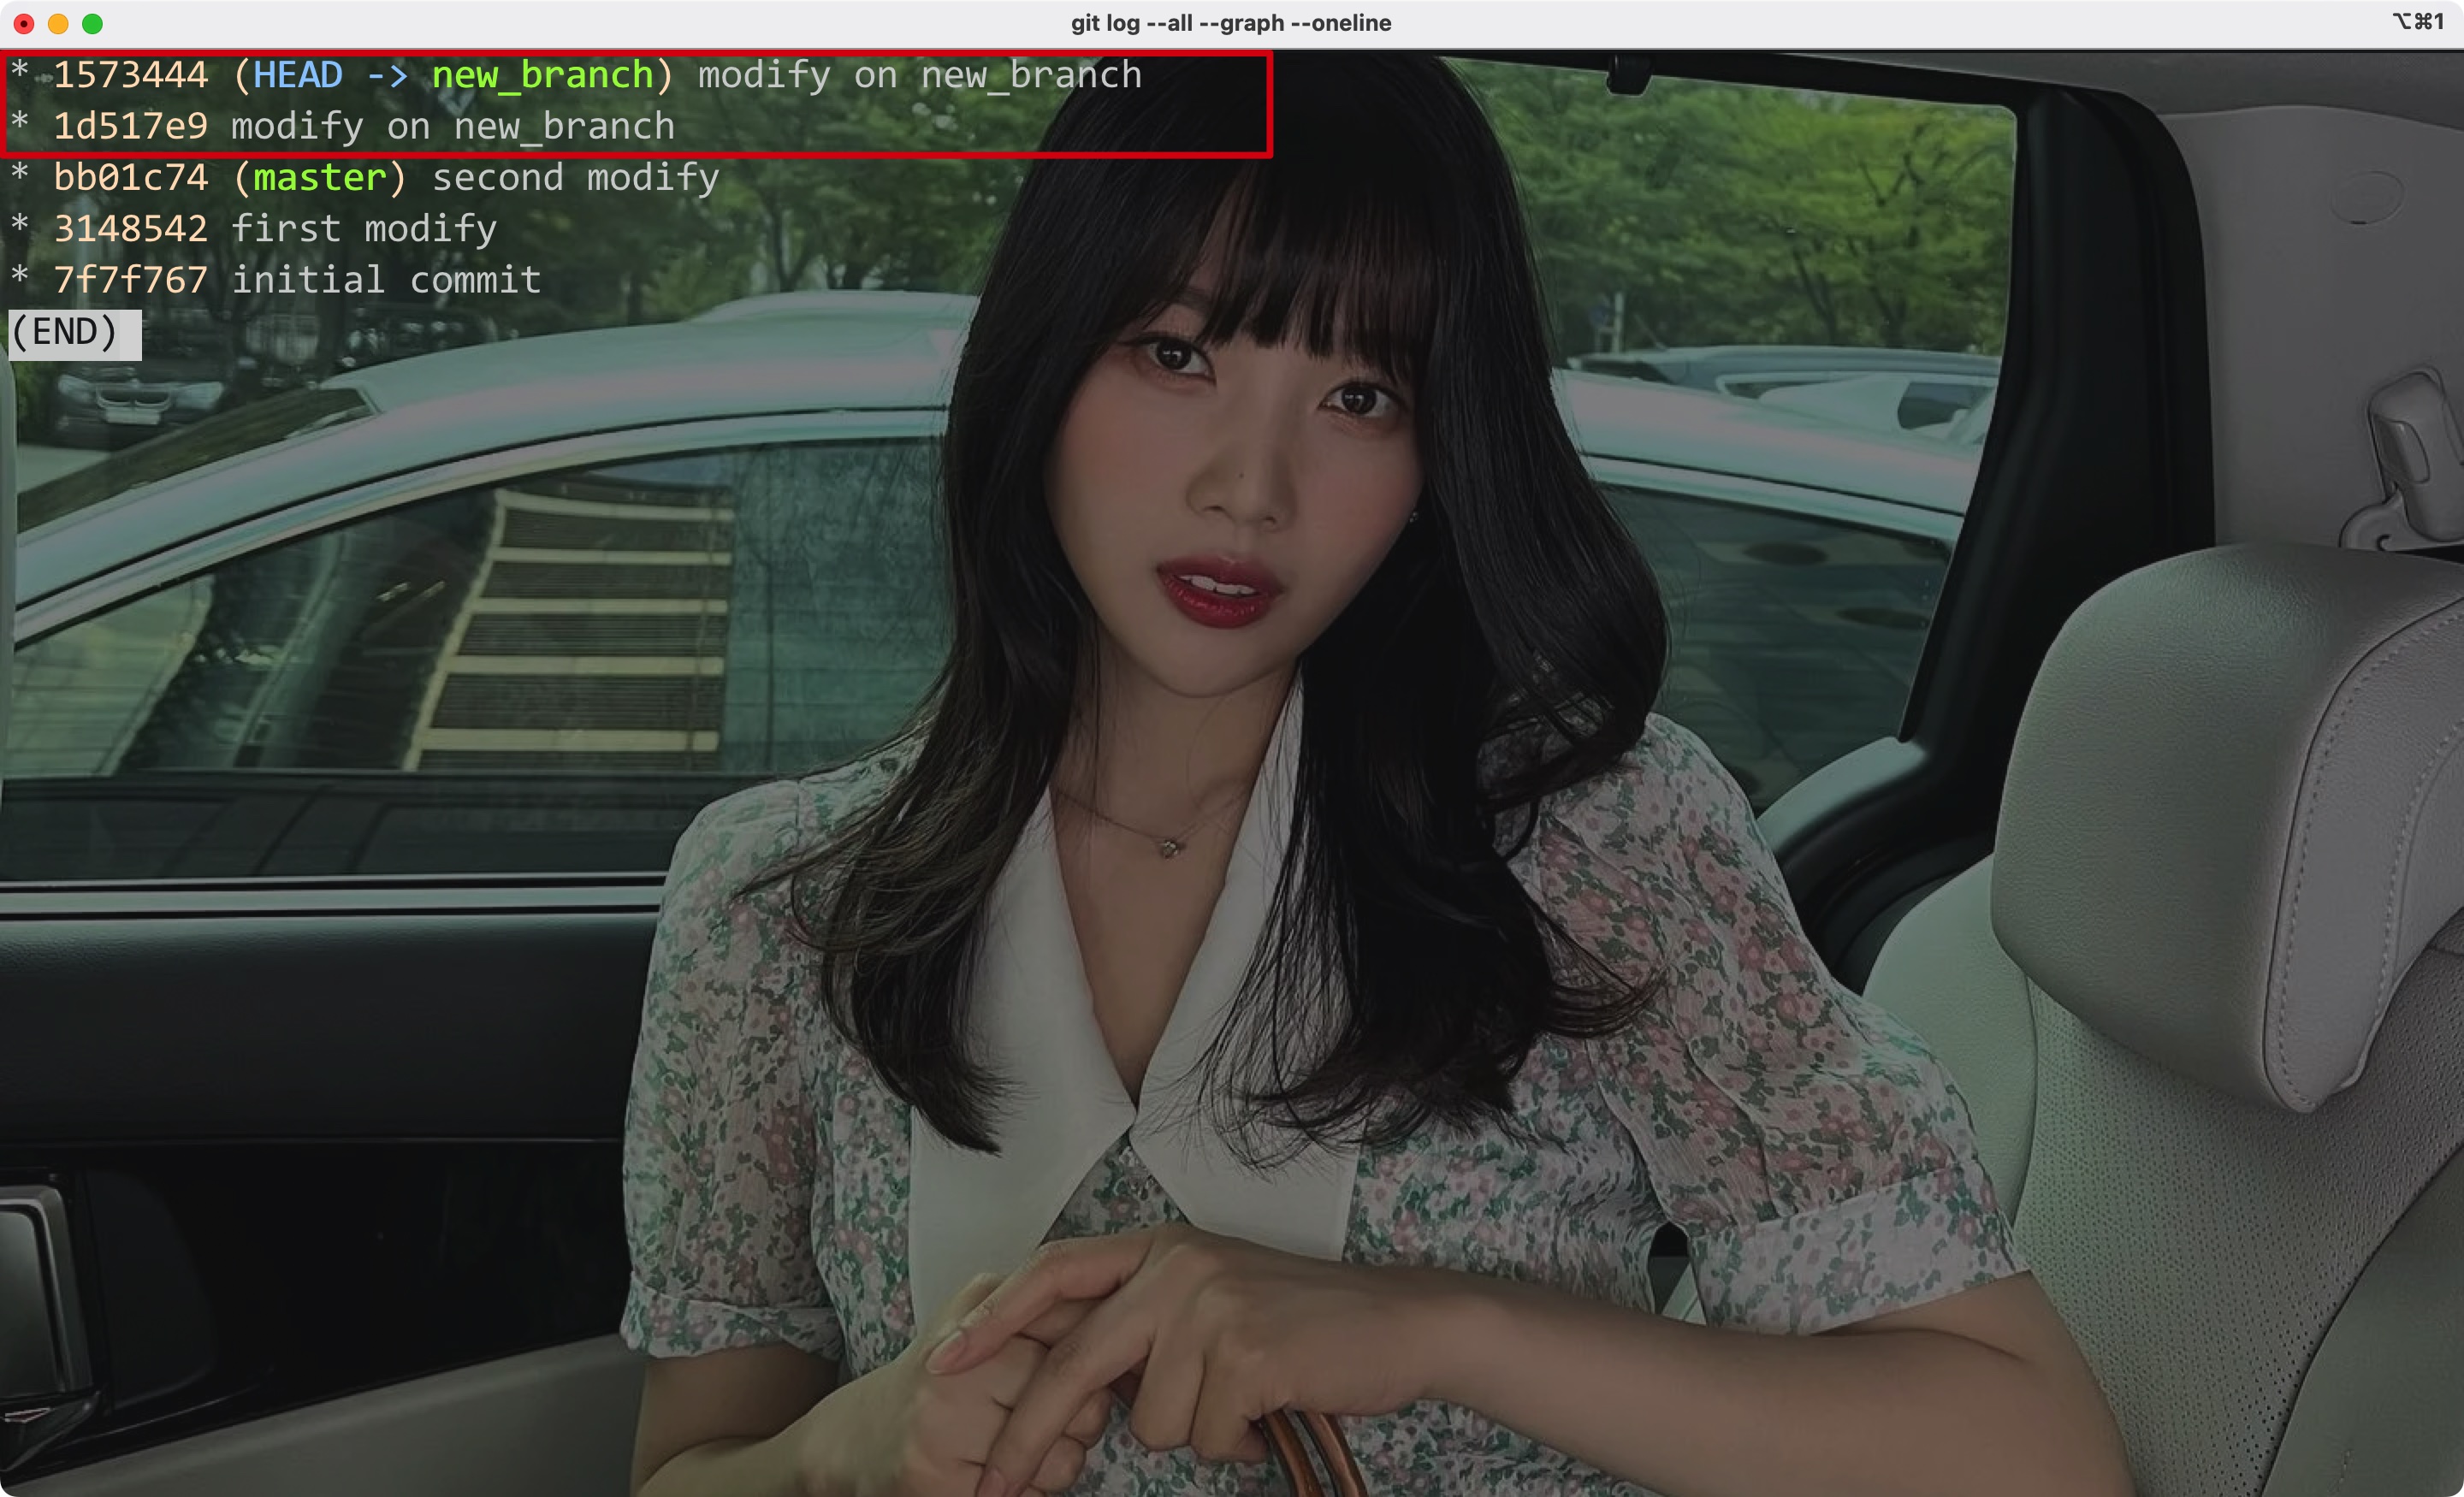 git log --all --graph --oneline
⌥⌘1
* 1573444 (HEAD -> new_branch) modify on new_branch
* 1d517e9 modify on new_branch
* bb01c74 (master) second modify
* 3148542 first modify
* 7f7f767 initial commit
(END)